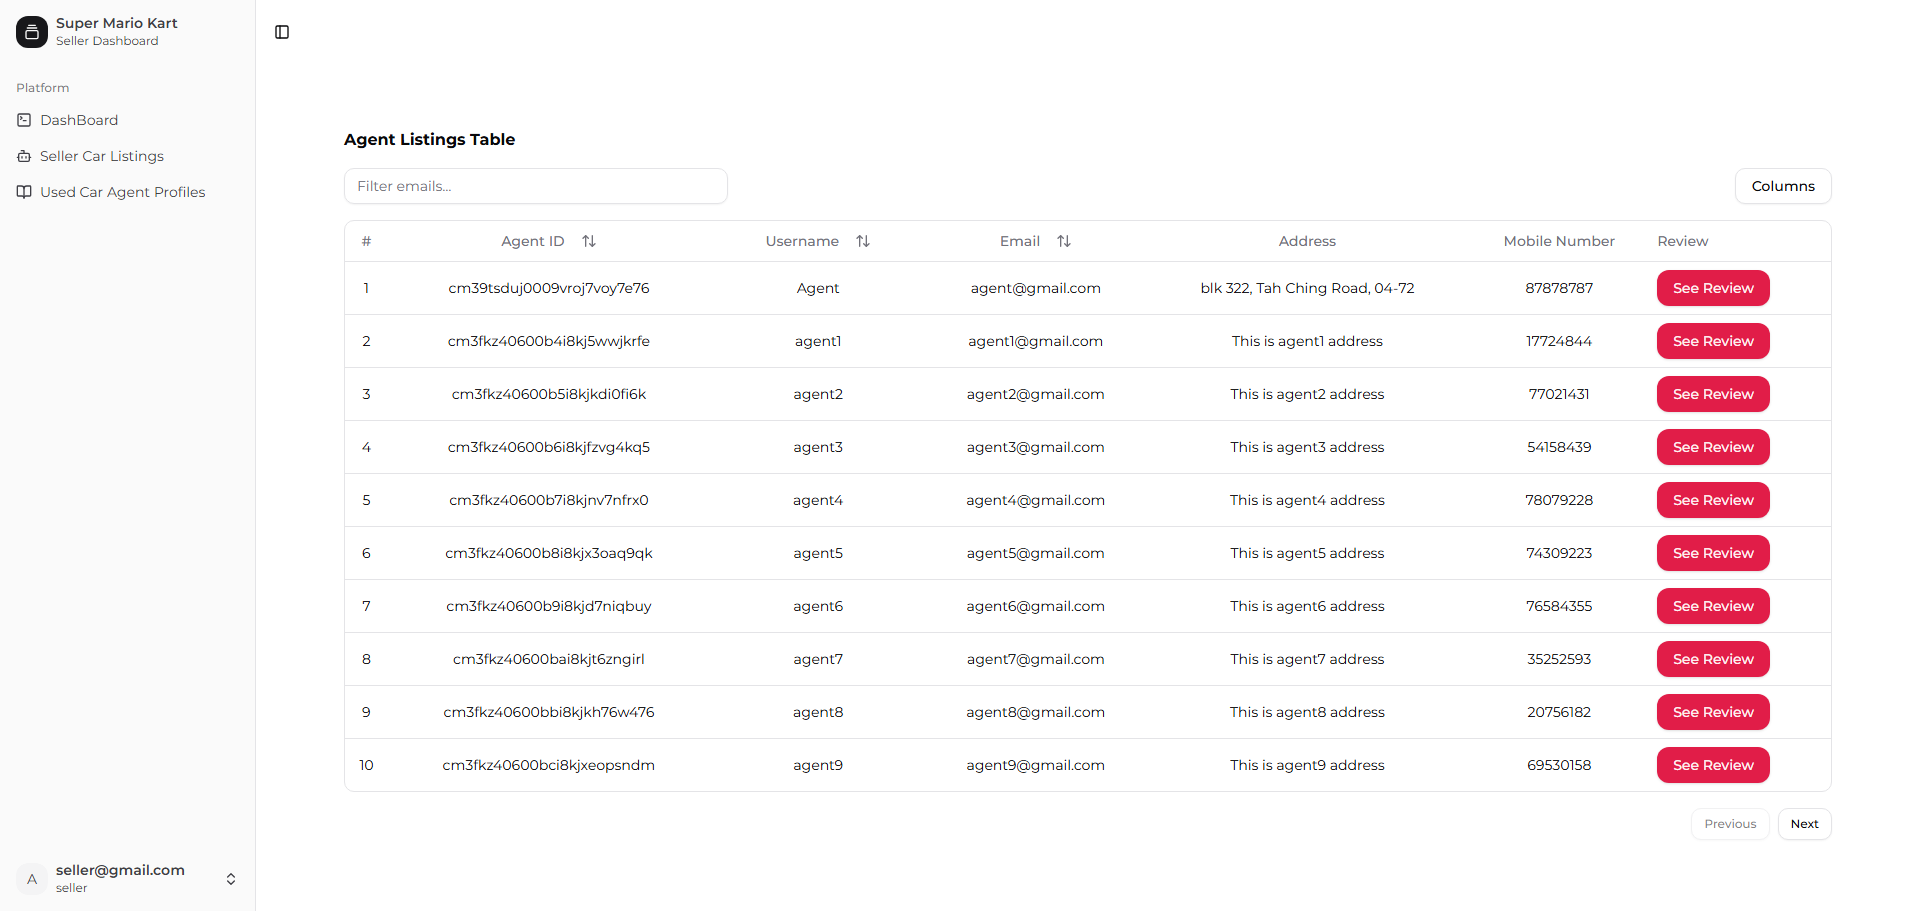 Super Mario Kart
Seller Dashboard
Platform
DashBoard
Seller Car Listings
Used Car Agent Profiles
seller@gmail.com
seller
A
Agent Listings Table
Filter emails...
Columns
# Agent ID Username Email Address Mobile Number Review
1 cm39tsduj0009vroj7voy7e76 Agent agent@gmail.com blk 322, Tah Ching Road, 04-72 87878787 See Review
2 cm3fkz40600b4i8kj5wwjkrfe agent1 agent1@gmail.com This is agent1 address 17724844 See Review
3 cm3fkz40600b5i8kjkdi0fi6k agent2 agent2@gmail.com This is agent2 address 77021431 See Review
4 cm3fkz40600b6i8kjfzvg4kq5 agent3 agent3@gmail.com This is agent3 address 54158439 See Review
5 cm3fkz40600b7i8kjnv7nfrx0 agent4 agent4@gmail.com This is agent4 address 78079228 See Review
6 cm3fkz40600b8i8kjx3oaq9qk agent5 agent5@gmail.com This is agent5 address 74309223 See Review
7 cm3fkz40600b9i8kjd7niqbuy agent6 agent6@gmail.com This is agent6 address 76584355 See Review
8 cm3fkz40600bai8kjt6zngirl agent7 agent7@gmail.com This is agent7 address 35252593 See Review
9 cm3fkz40600bbi8kjkh76w476 agent8 agent8@gmail.com This is agent8 address 20756182 See Review
10 cm3fkz40600bci8kjxeopsndm agent9 agent9@gmail.com This is agent9 address 69530158 See Review
Previous Next